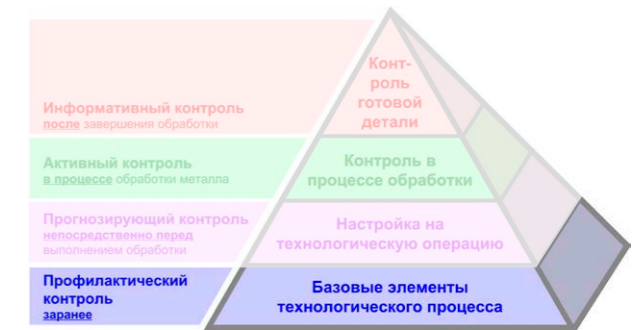 Конт-
роль
готовой
детали
Информативный контроль
после завершения обработки
Активный контроль
в процессе обработки металла
Контроль в
процессе обработки
Прогнозирующий контроль
непосредственно перед
выполнением обработки
Настройка на
технологическую операцию
Профилактический
контроль
заранее
Базовые элементы
технологического процесса